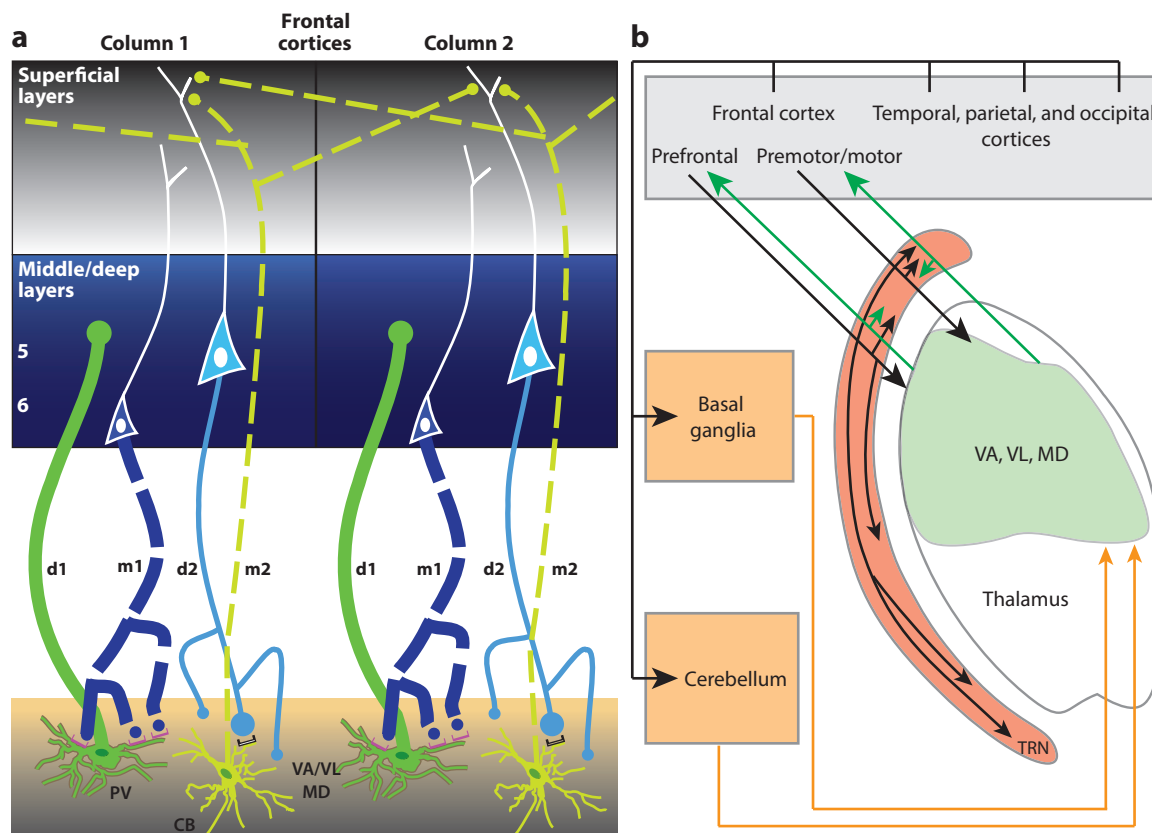 a
Column 1
Frontal
cortices
Column 2
Superficial
layers
Middle/deep
layers
5
6
d1
m1
d2
m2
d1
m1
d2
m2
PV
CB
VA/VL
MD
b
Frontal cortex
Temporal, parietal, and occipital
cortices
Prefrontal
Premotor/motor
Basal
ganglia
VA, VL, MD
Thalamus
Cerebellum
TRN